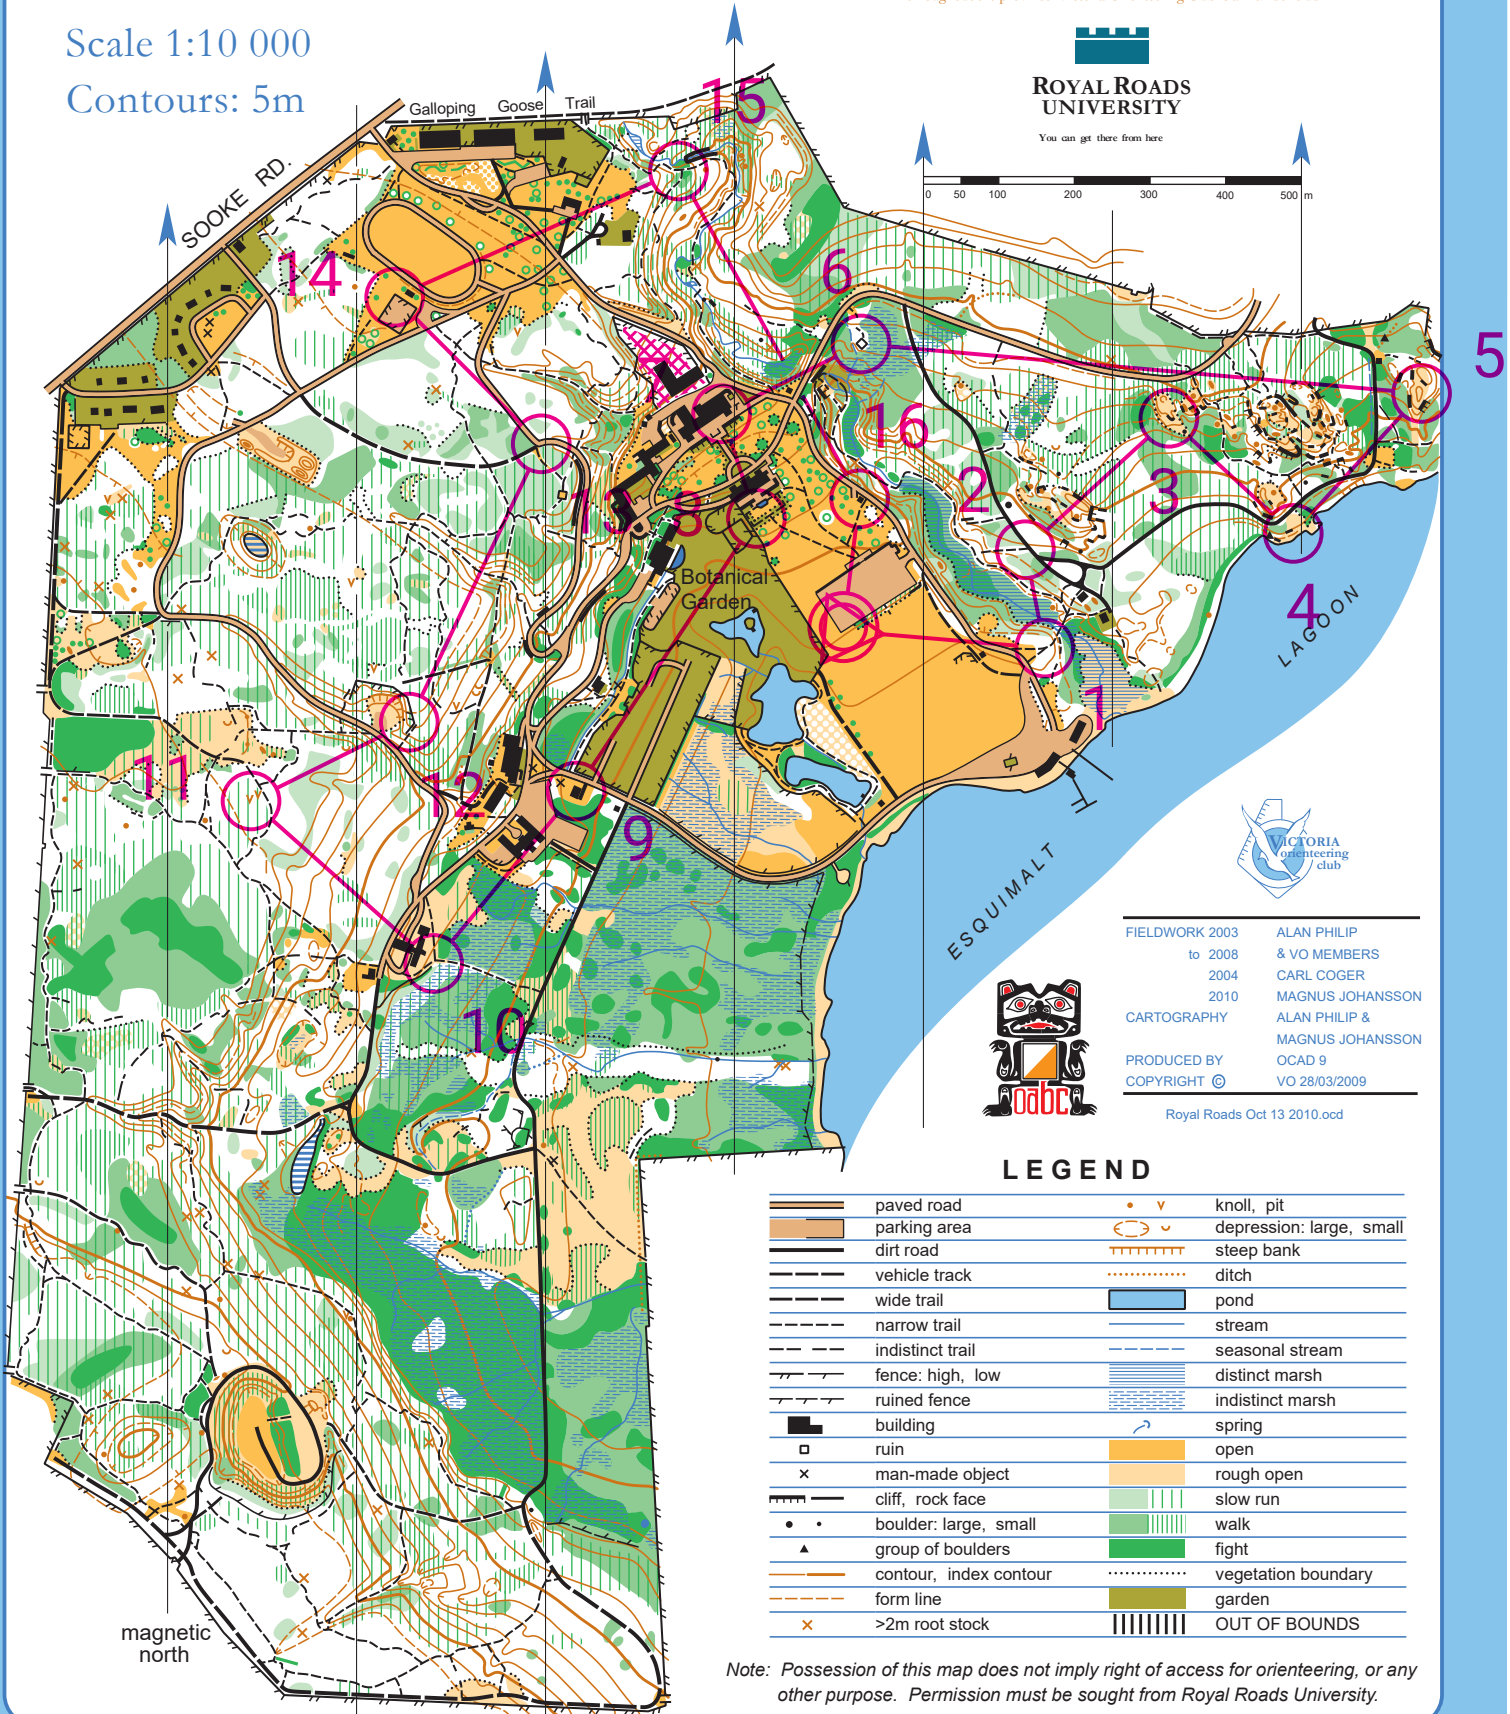 Scale 1:10 000
Contours: 5m
ROYAL ROADS
UNIVERSITY
You can get there from here
0 50 100 200 300 400 500 m
Galloping Goose Trail
SOOKE RD.
15
14
6
5
16
2
3
13
8
4
Botanical
Garden
LAGOON
1
11
12
9
10
ESQUIMALT
VICTORIA
orienteering
club
FIELDWORK 2003 ALAN PHILIP
to 2008 & VO MEMBERS
2004 CARL COGER
2010 MAGNUS JOHANSSON
CARTOGRAPHY ALAN PHILIP &
MAGNUS JOHANSSON
PRODUCED BY OCAD 9
COPYRIGHT © VO 28/03/2009
Royal Roads Oct 13 2010.ocd
oabc
LEGEND
paved road knoll, pit
parking area depression: large, small
dirt road steep bank
vehicle track ditch
wide trail pond
narrow trail stream
indistinct trail seasonal stream
fence: high, low distinct marsh
ruined fence indistinct marsh
building spring
ruin open
man-made object rough open
cliff, rock face slow run
boulder: large, small walk
group of boulders fight
contour, index contour vegetation boundary
form line garden
>2m root stock OUT OF BOUNDS
magnetic
north
Note: Possession of this map does not imply right of access for orienteering, or any
other purpose. Permission must be sought from Royal Roads University.